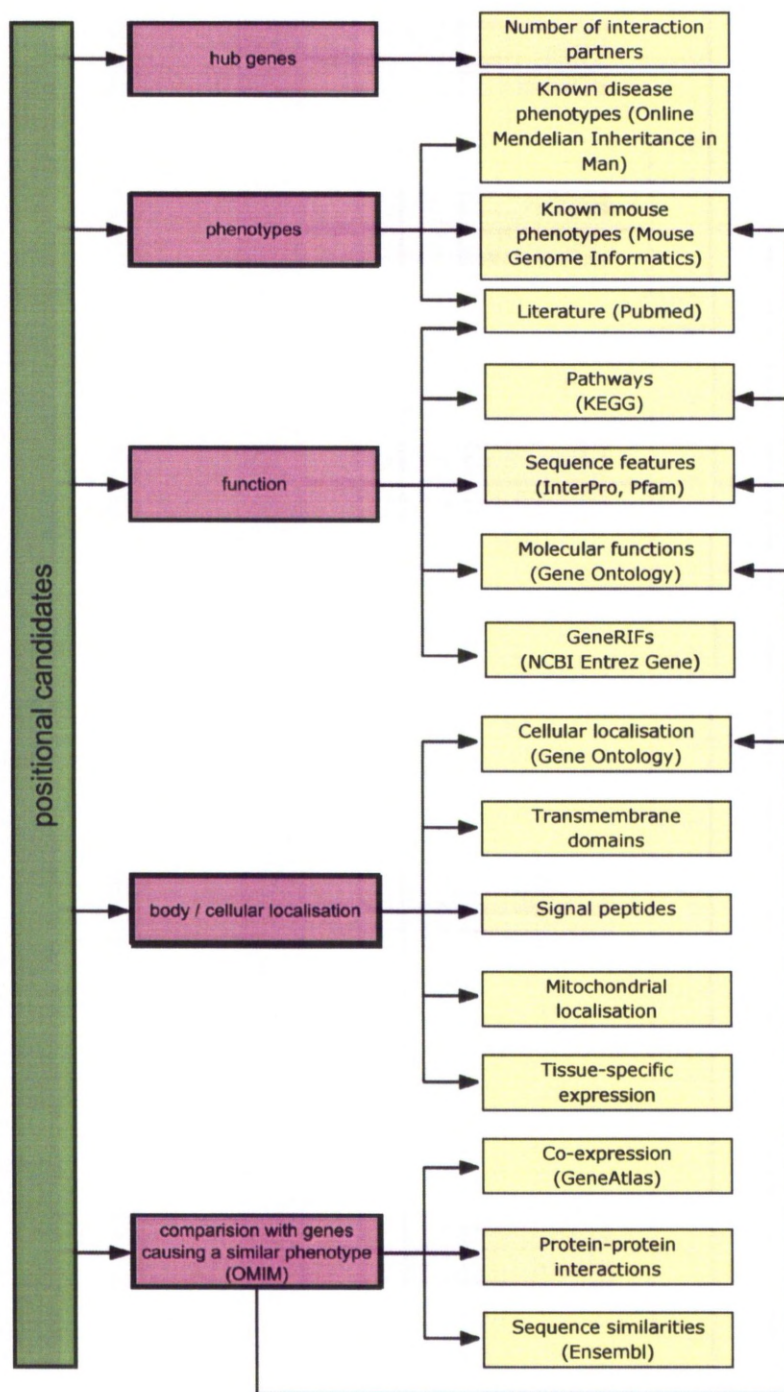 positional candidates
hub genes
Number of interaction
partners
phenotypes
Known disease
phenotypes (Online
Mendelian Inheritance in
Man)
Known mouse
phenotypes (Mouse
Genome Informatics)
Literature (Pubmed)
function
Pathways
(KEGG)
Sequence features
(InterPro, Pfam)
Molecular functions
(Gene Ontology)
GeneRIFs
(NCBI Entrez Gene)
body / cellular localisation
Cellular localisation
(Gene Ontology)
Transmembrane
domains
Signal peptides
Mitochondrial
localisation
Tissue-specific
expression
comparision with genes
causing a similar phenotype
(OMIM)
Co-expression
(GeneAtlas)
Protein-protein
interactions
Sequence similarities
(Ensembl)